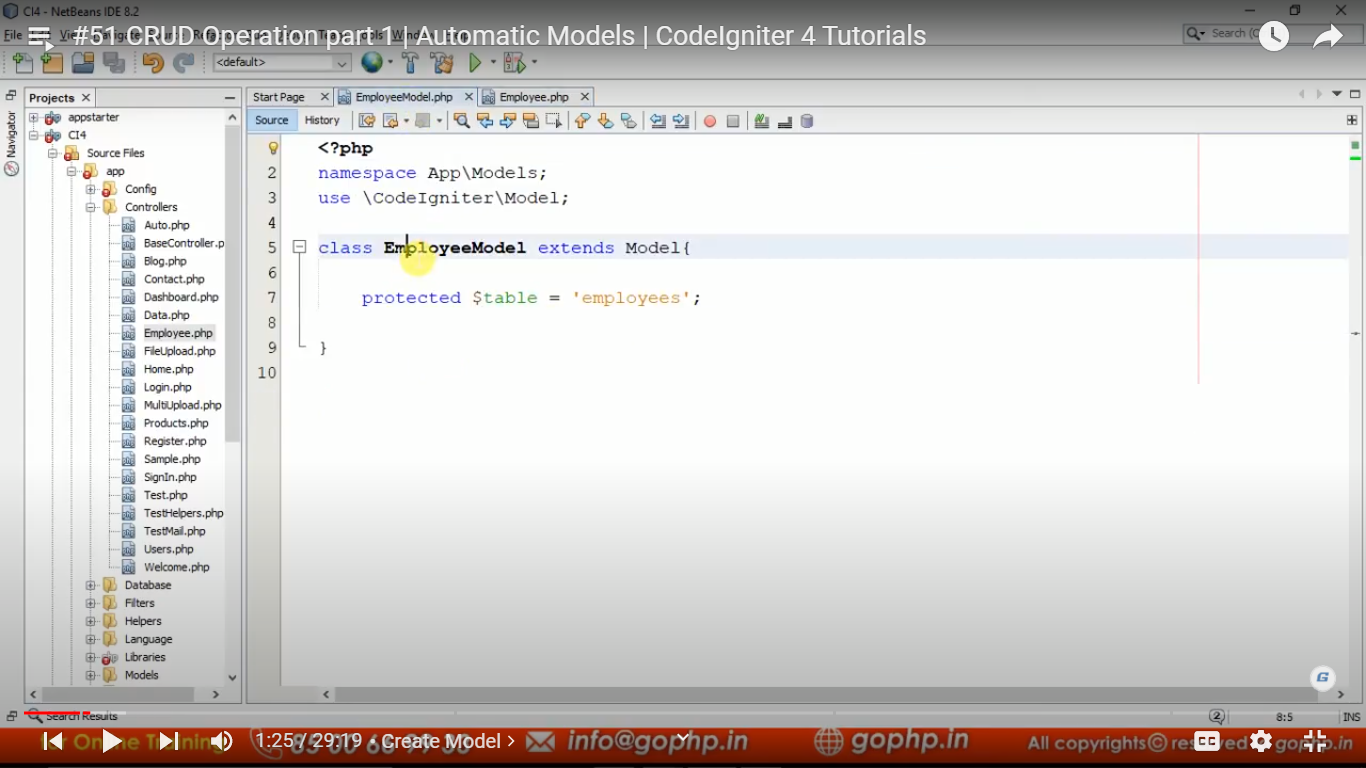 CI4 - NetBeans IDE 8.2
#51 CRUD Operation part 1 | Automatic Models | CodeIgniter 4 Tutorials
File
Search (C
<default>
Projects
Start Page
EmployeeModel.php
Employee.php
Navigator
Source
History
appstarter
CI4
Source Files
app
Config
Controllers
Auto.php
BaseController.p
Blog.php
Contact.php
Dashboard.php
Data.php
Employee.php
FileUpload.php
Home.php
Login.php
MultiUpload.php
Products.php
Register.php
Sample.php
SignIn.php
Test.php
TestHelpers.php
TestMail.php
Users.php
Welcome.php
Database
Filters
Helpers
Language
Libraries
Models
<?php
2 namespace App\Models;
3 use \CodeIgniter\Model;
4
5 class EmployeeModel extends Model{
6
7 protected $table = 'employees';
8
9 }
10
G
Search Results
2
8:5
INS
for Online Training
1:25 / 29:19 • Create Model >
info@gophp.in
gophp.in
All copyrights© reserved
gophp.in
CC